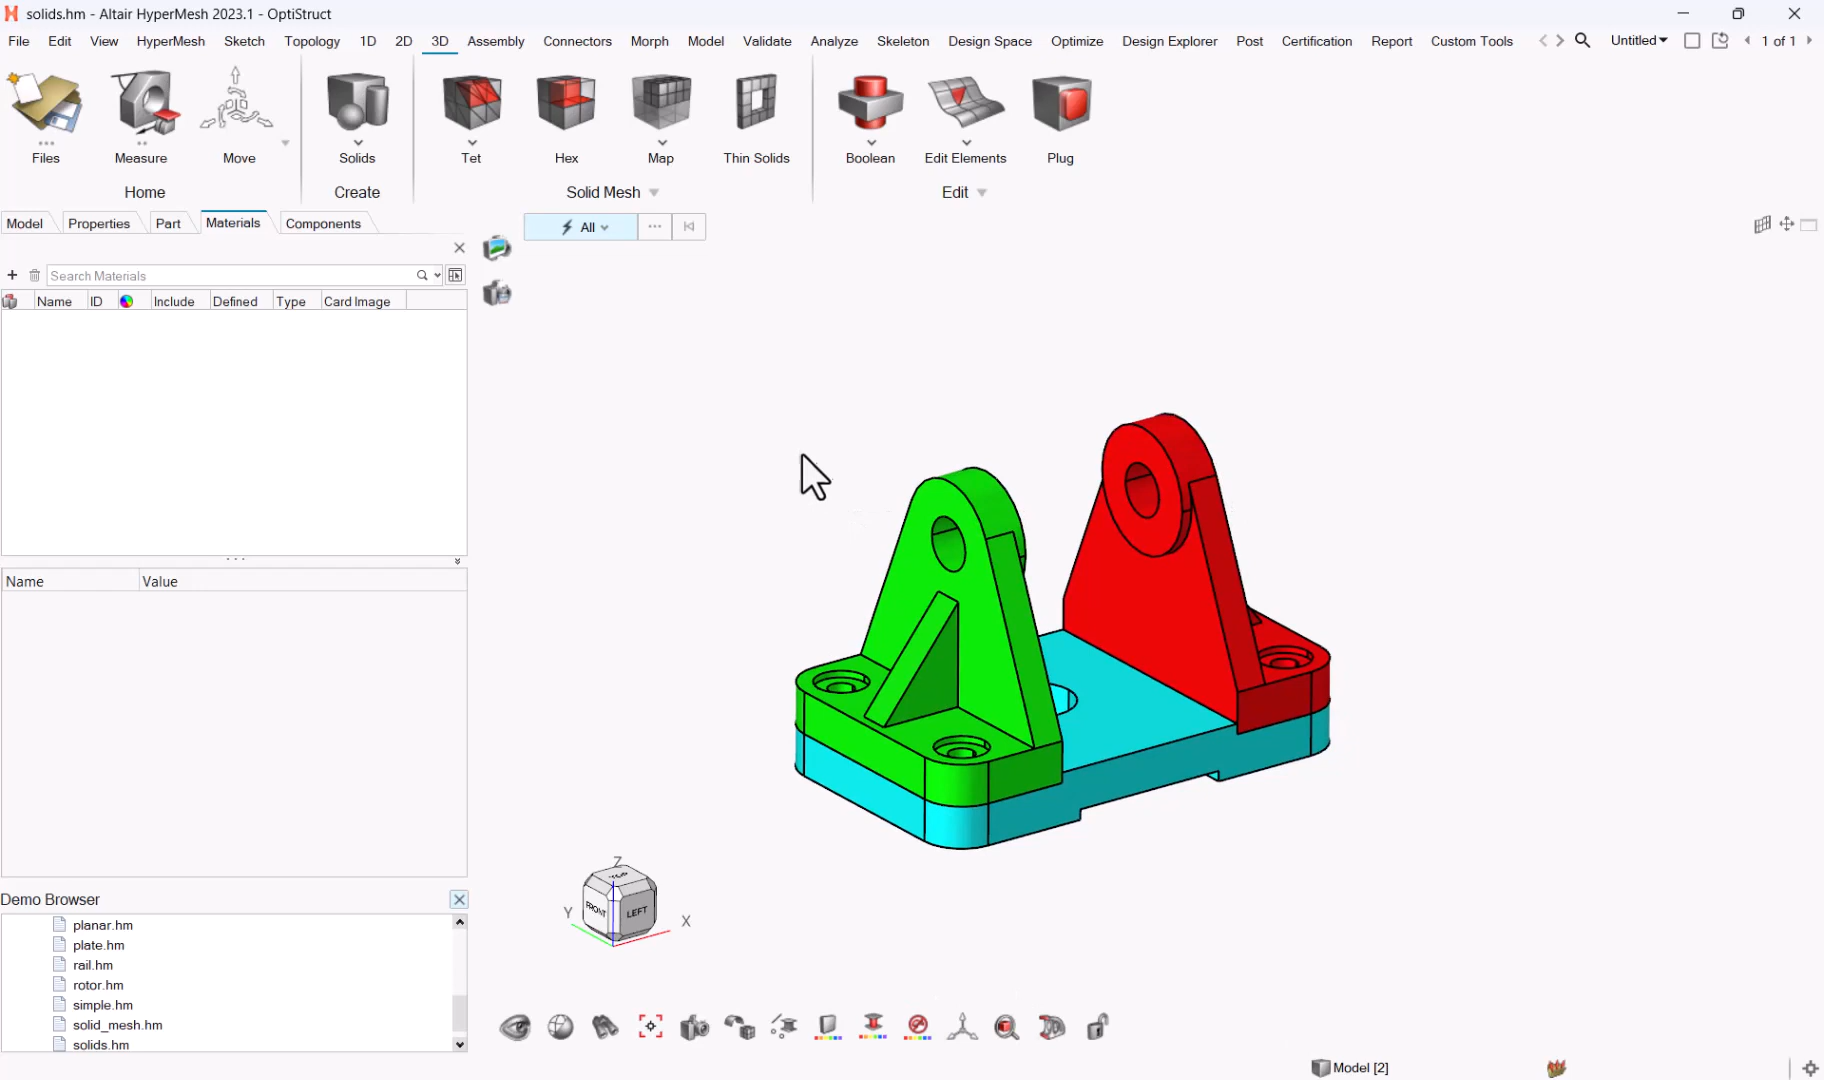 solids.hm - Altair HyperMesh 2023.1 - OptiStruct
File Edit View HyperMesh Sketch Topology 1D 2D 3D Assembly Connectors Morph Model Validate Analyze Skeleton Design Space Optimize Design Explorer Post Certification Report Custom Tools Untitled 1 of 1
Files Measure Move Solids Tet Hex Map Thin Solids Boolean Edit Elements Plug
Home Create Solid Mesh Edit
Model Properties Part Materials Components
All
Search Materials
Name ID Include Defined Type Card Image
Name Value
Demo Browser
planar.hm
plate.hm
rail.hm
rotor.hm
simple.hm
solid_mesh.hm
solids.hm
Z
TOP
FRONT LEFT
Y X
Model [2]